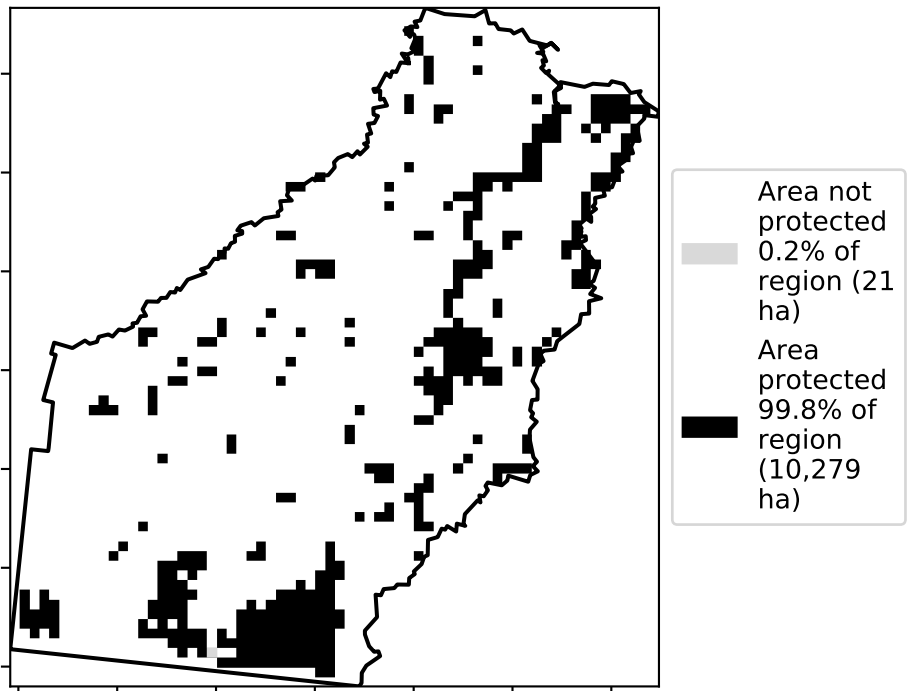 Area not
protected
0.2% of
region (21
ha)
Area
protected
99.8% of
region
(10,279
ha)